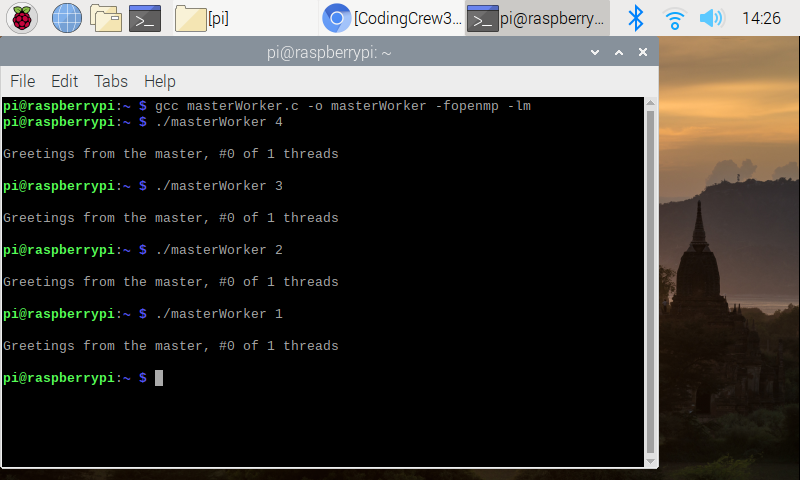 [pi] [CodingCrew3... pi@raspberry... 14:26
pi@raspberrypi: ~
File Edit Tabs Help
pi@raspberrypi:~ $ gcc masterWorker.c -o masterWorker -fopenmp -lm
pi@raspberrypi:~ $ ./masterWorker 4
Greetings from the master, #0 of 1 threads
pi@raspberrypi:~ $ ./masterWorker 3
Greetings from the master, #0 of 1 threads
pi@raspberrypi:~ $ ./masterWorker 2
Greetings from the master, #0 of 1 threads
pi@raspberrypi:~ $ ./masterWorker 1
Greetings from the master, #0 of 1 threads
pi@raspberrypi:~ $